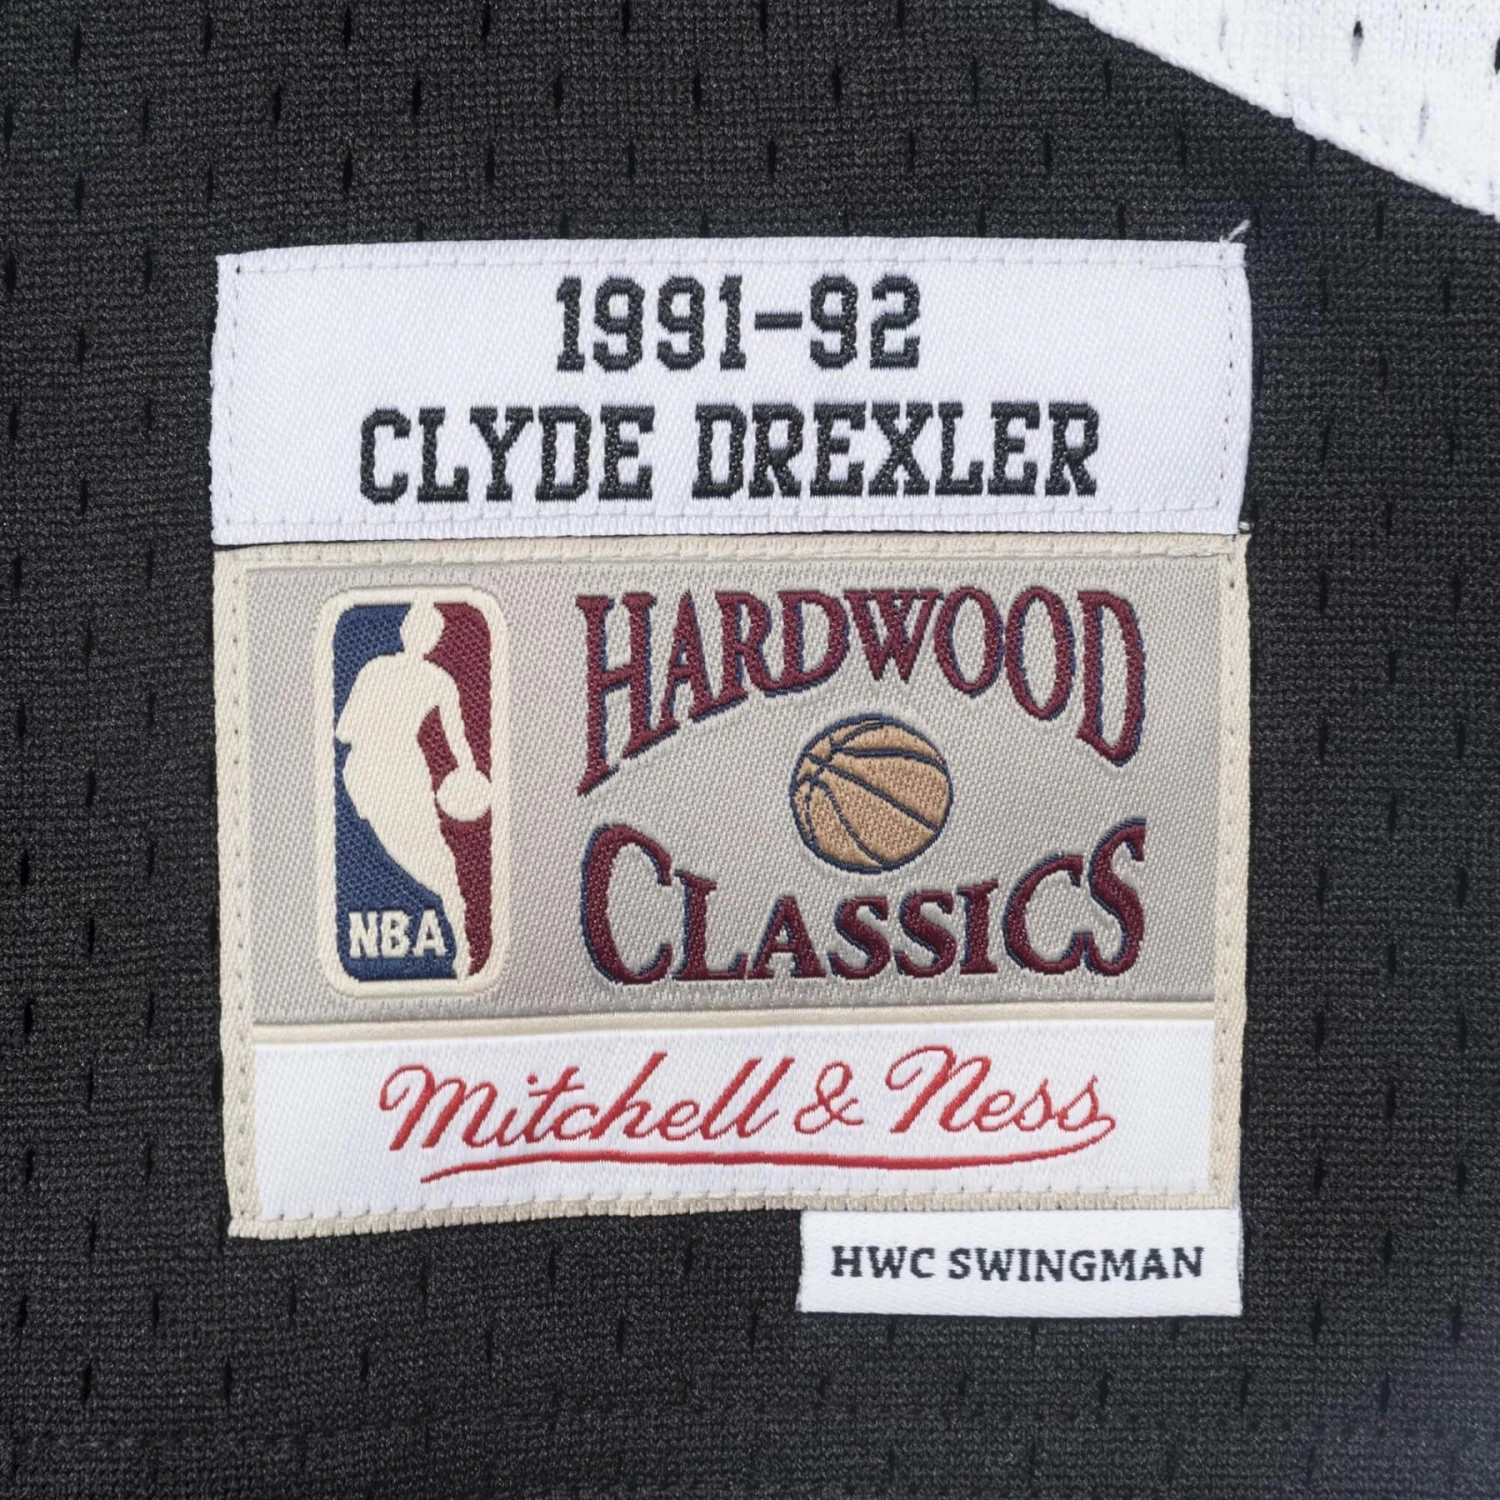 1991-92
CLYDE DREXLER
HARDWOOD
CLASSICS
NBA
Mitchell & Ness
HWC SWINGMAN